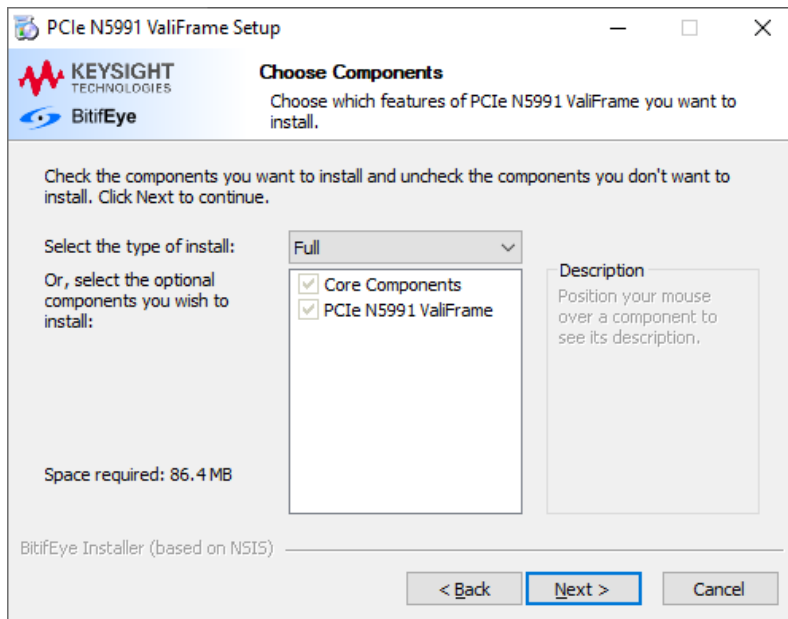 PCIe N5991 ValiFrame Setup
KEYSIGHT
TECHNOLOGIES
BitifEye
Choose Components
Choose which features of PCIe N5991 ValiFrame you want to
install.
Check the components you want to install and uncheck the components you don't want to
install. Click Next to continue.
Select the type of install:
Full
Or, select the optional
components you wish to
install:
Core Components
PCIe N5991 ValiFrame
Description
Position your mouse
over a component to
see its description.
Space required: 86.4 MB
BitifEye Installer (based on NSIS)
< Back
Next >
Cancel